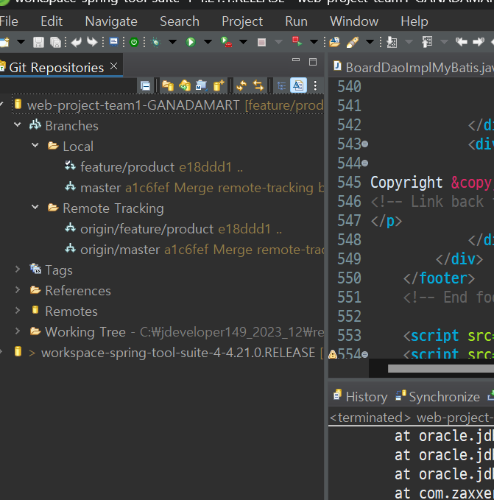 workspace-spring-tool-suite-4-4.21.0.RELEASE - web-project-team1-GANADAMAR
Edit Navigate Search Project Run Window Help
Git Repositories
web-project-team1-GANADAMART [feature/prod
Branches
Local
feature/product e18ddd1 ..
master a1c6fef Merge remote-tracking b
Remote Tracking
origin/feature/product e18ddd1 ..
origin/master a1c6fef Merge remote-trac
Tags
References
Remotes
Working Tree - C:\jdeveloper149_2023_12\re
> workspace-spring-tool-suite-4-4.21.0.RELEASE [
BoardDaoImplMyBatis.jav
540
541
542 </di
543 <div
544
545 Copyright &copy
546 <!-- Link back t
547 </p>
548 </di
549 </div>
550 </footer>
551 <!-- End foo
552
553 <script src=
554 <script src=
History Synchronize
<terminated> web-project-
at oracle.jdb
at oracle.jdb
at oracle.jdb
at com.zaxxer